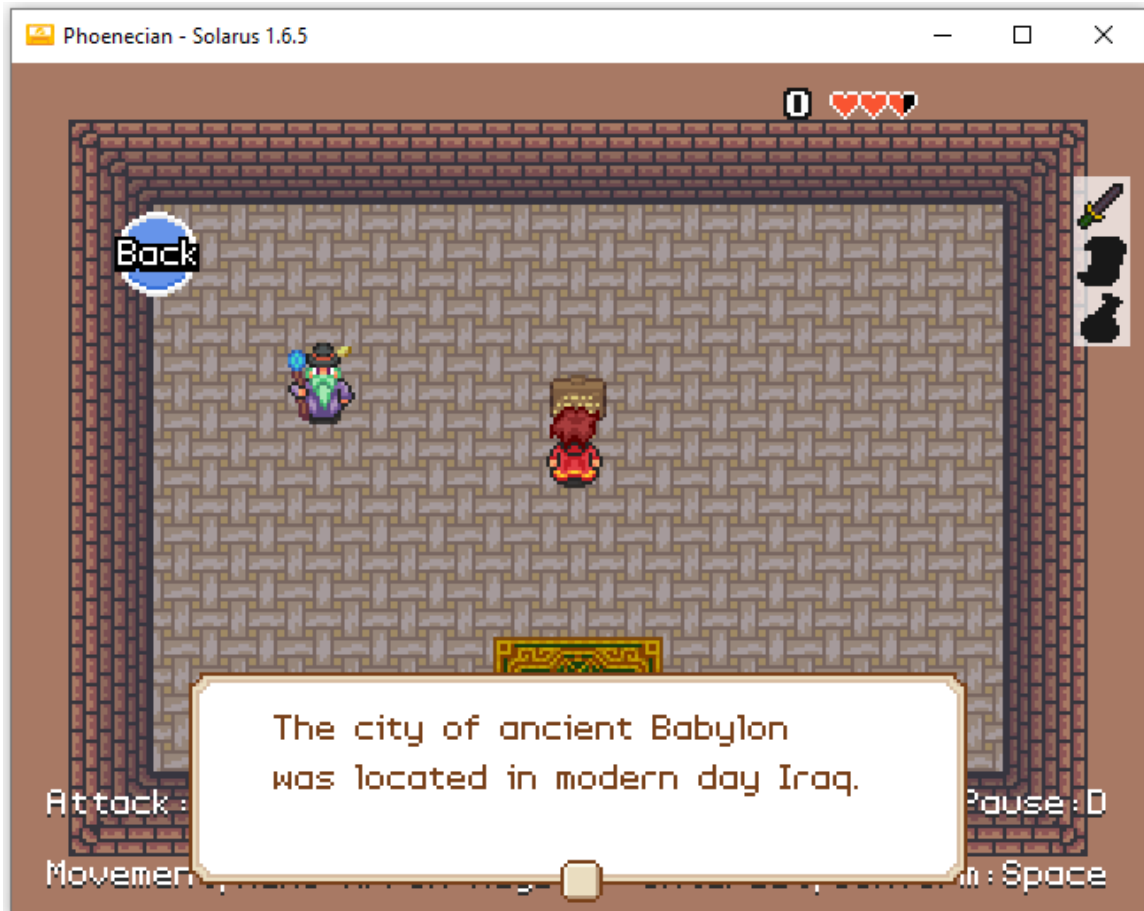 Phoenecian - Solarus 1.6.5
0
Back
The city of ancient Babylon
was located in modern day Iraq.
Attack:
Pause:D
:Space